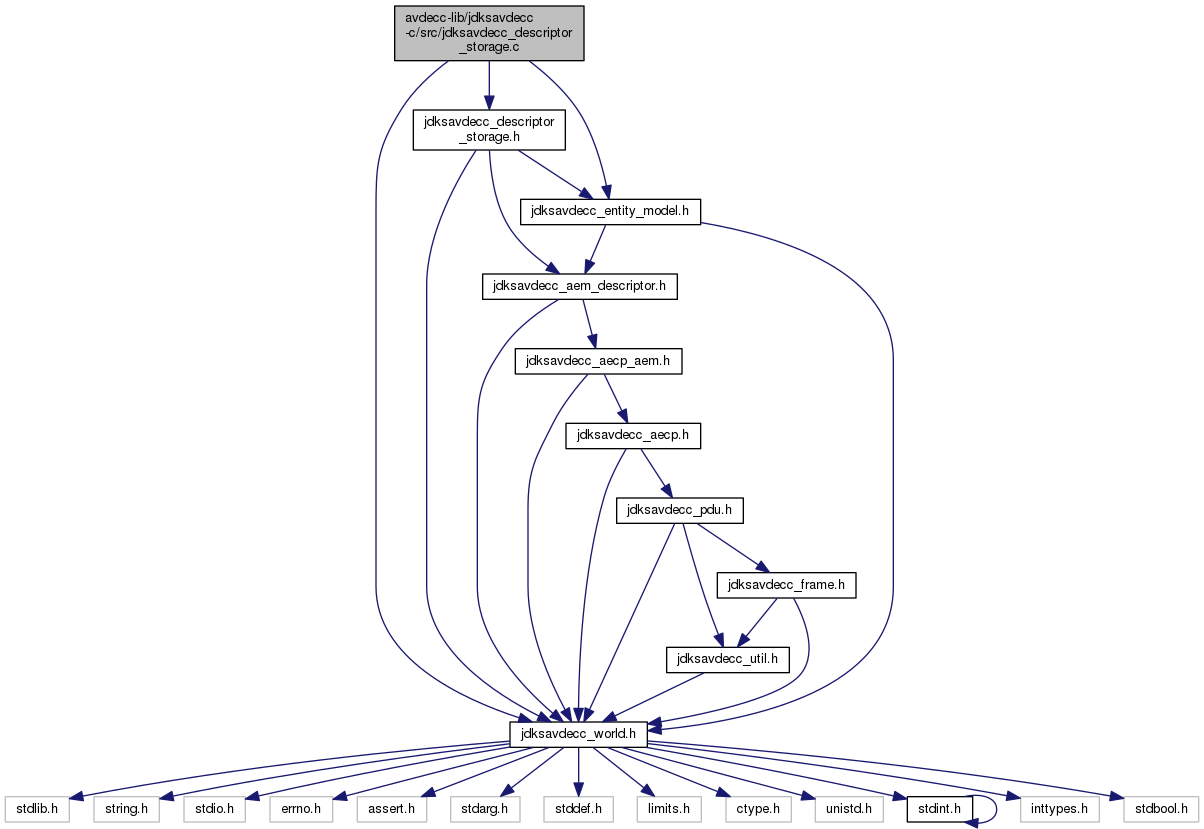 avdecc-lib/jdksavdecc
-c/src/jdksavdecc_descriptor
_storage.c
jdksavdecc_descriptor
_storage.h
jdksavdecc_entity_model.h
jdksavdecc_aem_descriptor.h
jdksavdecc_aecp_aem.h
jdksavdecc_aecp.h
jdksavdecc_pdu.h
jdksavdecc_frame.h
jdksavdecc_util.h
jdksavdecc_world.h
stdlib.h
string.h
stdio.h
errno.h
assert.h
stdarg.h
stddef.h
limits.h
ctype.h
unistd.h
stdint.h
inttypes.h
stdbool.h